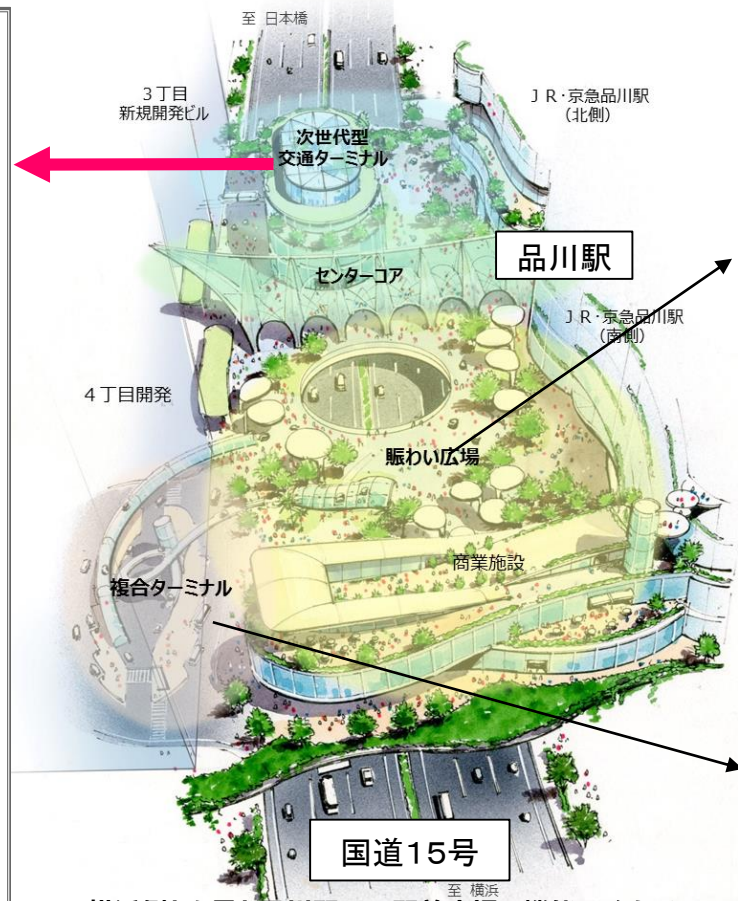 至 日本橋
3丁目
新規開発ビル
JR・京急品川駅
(北側)
次世代型
交通ターミナル
品川駅
センターコア
JR・京急品川駅
(南側)
4丁目開発
賑わい広場
商業施設
複合ターミナル
国道15号
至 横浜